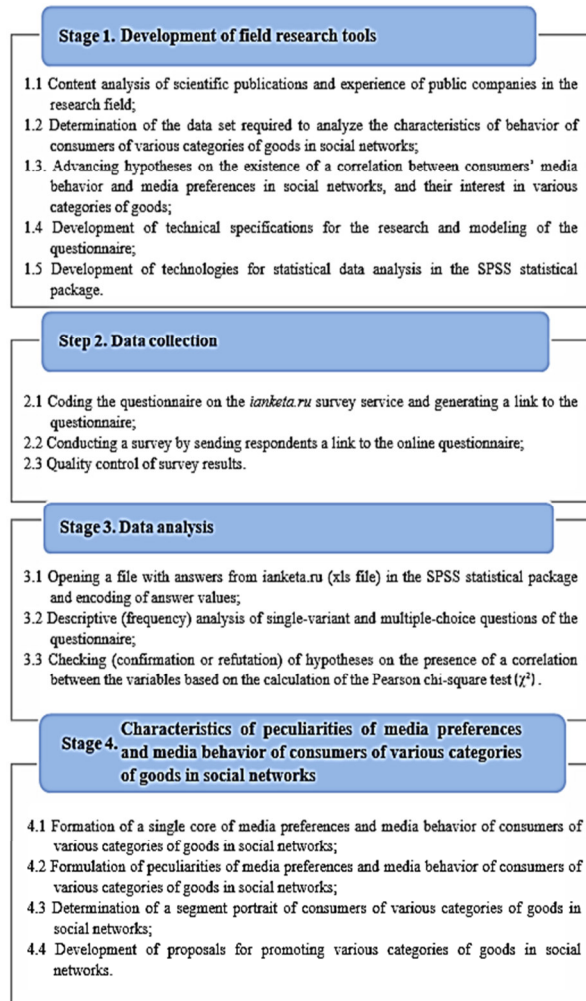 Stage 1. Development of field research tools
1.1 Content analysis of scientific publications and experience of public companies in the
research field;
1.2 Determination of the data set required to analyze the characteristics of behavior of
consumers of various categories of goods in social networks;
1.3. Advancing hypotheses on the existence of a correlation between consumers’ media
behavior and media preferences in social networks, and their interest in various
categories of goods;
1.4 Development of technical specifications for the research and modeling of the
questionnaire;
1.5 Development of technologies for statistical data analysis in the SPSS statistical
package.
Step 2. Data collection
2.1 Coding the questionnaire on the ianketa.ru survey service and generating a link to the
questionnaire;
2.2 Conducting a survey by sending respondents a link to the online questionnaire;
2.3 Quality control of survey results.
Stage 3. Data analysis
3.1 Opening a file with answers from ianketa.ru (xls file) in the SPSS statistical package
and encoding of answer values;
3.2 Descriptive (frequency) analysis of single-variant and multiple-choice questions of the
questionnaire;
3.3 Checking (confirmation or refutation) of hypotheses on the presence of a correlation
between the variables based on the calculation of the Pearson chi-square test (χ²) .
Stage 4. Characteristics of peculiarities of media preferences
and media behavior of consumers of various categories
of goods in social networks
4.1 Formation of a single core of media preferences and media behavior of consumers of
various categories of goods in social networks;
4.2 Formulation of peculiarities of media preferences and media behavior of consumers of
various categories of goods in social networks;
4.3 Determination of a segment portrait of consumers of various categories of goods in
social networks;
4.4 Development of proposals for promoting various categories of goods in social
networks.